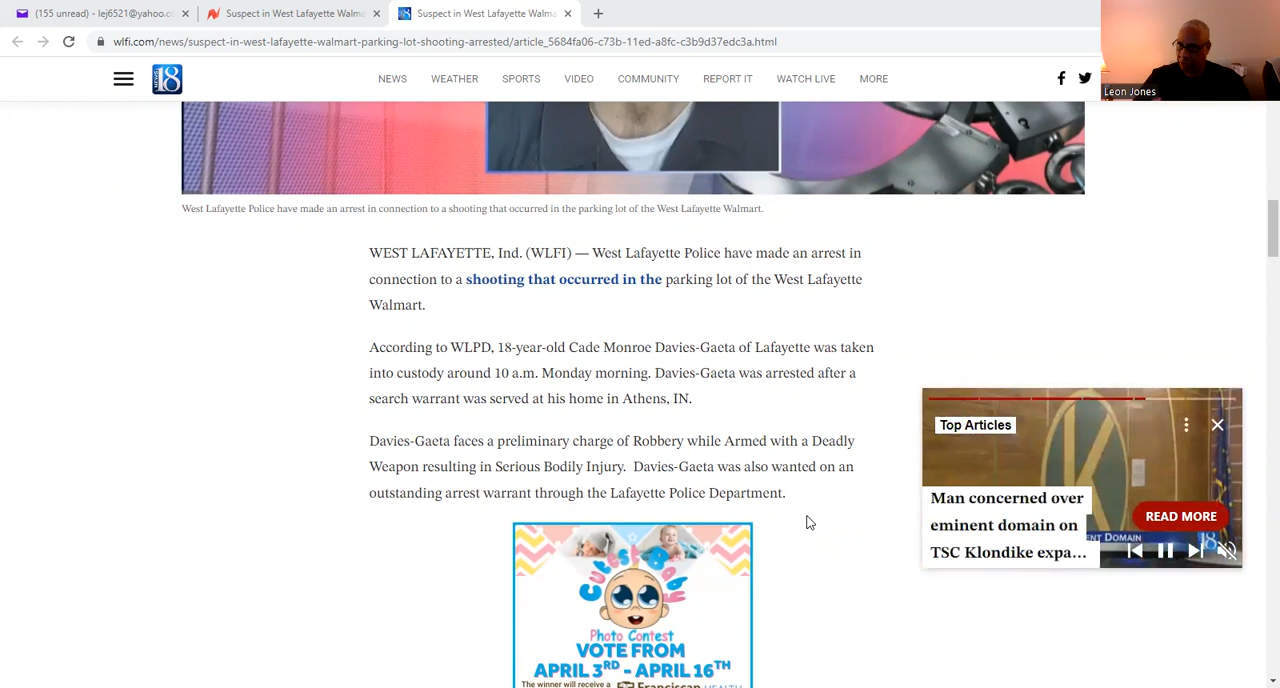 (155 unread) - lej6521@yahoo.co
Suspect in West Lafayette Walma
Suspect in West Lafayette Walma
wlfi.com/news/suspect-in-west-lafayette-walmart-parking-lot-shooting-arrested/article_5684fa06-c73b-11ed-a8fc-c3b9d37edc3a.html
Leon Jones
NEWS 18
NEWS WEATHER SPORTS VIDEO COMMUNITY REPORT IT WATCH LIVE MORE
West Lafayette Police have made an arrest in connection to a shooting that occurred in the parking lot of the West Lafayette Walmart.
WEST LAFAYETTE, Ind. (WLFI) — West Lafayette Police have made an arrest in
connection to a shooting that occurred in the parking lot of the West Lafayette
Walmart.
According to WLPD, 18-year-old Cade Monroe Davies-Gaeta of Lafayette was taken
into custody around 10 a.m. Monday morning. Davies-Gaeta was arrested after a
search warrant was served at his home in Athens, IN.
Davies-Gaeta faces a preliminary charge of Robbery while Armed with a Deadly
Weapon resulting in Serious Bodily Injury. Davies-Gaeta was also wanted on an
outstanding arrest warrant through the Lafayette Police Department.
Top Articles
Man concerned over
eminent domain on
TSC Klondike expa...
READ MORE
ENT DOMAIN
18
Cutest Baby
Photo Contest
VOTE FROM
APRIL 3RD - APRIL 16TH
The winner will receive a
Franciscan HEALTH